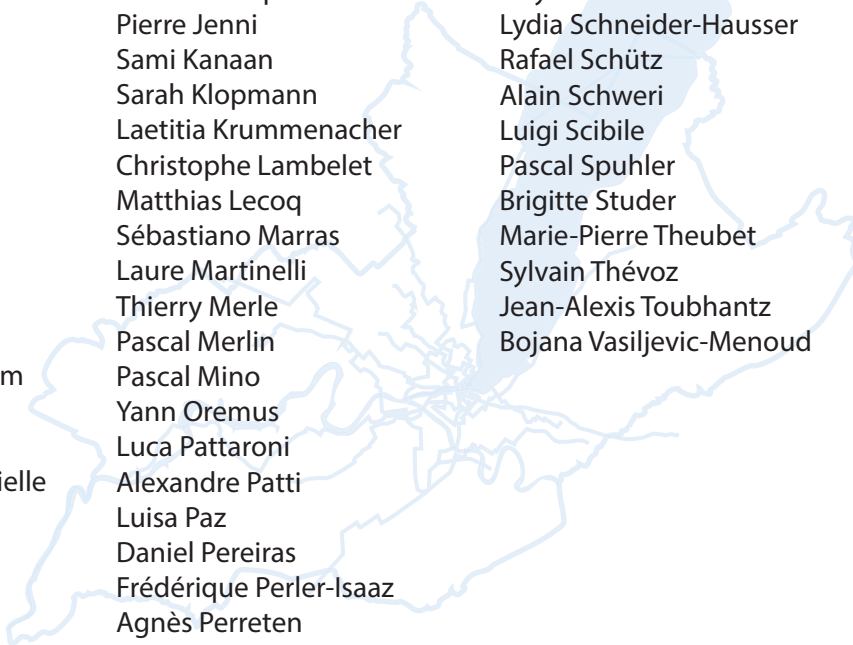 m
ielle
Pierre Jenni
Sami Kanaan
Sarah Klopmann
Laetitia Krummenacher
Christophe Lambelet
Matthias Lecoq
Sébastiano Marras
Laure Martinelli
Thierry Merle
Pascal Merlin
Pascal Mino
Yann Oremus
Luca Pattaroni
Alexandre Patti
Luisa Paz
Daniel Pereiras
Frédérique Perler-Isaaz
Agnès Perreten
Lydia Schneider-Hausser
Rafael Schütz
Alain Schweri
Luigi Scibile
Pascal Spuhler
Brigitte Studer
Marie-Pierre Theubet
Sylvain Thévoz
Jean-Alexis Toubhantz
Bojana Vasiljevic-Menoud